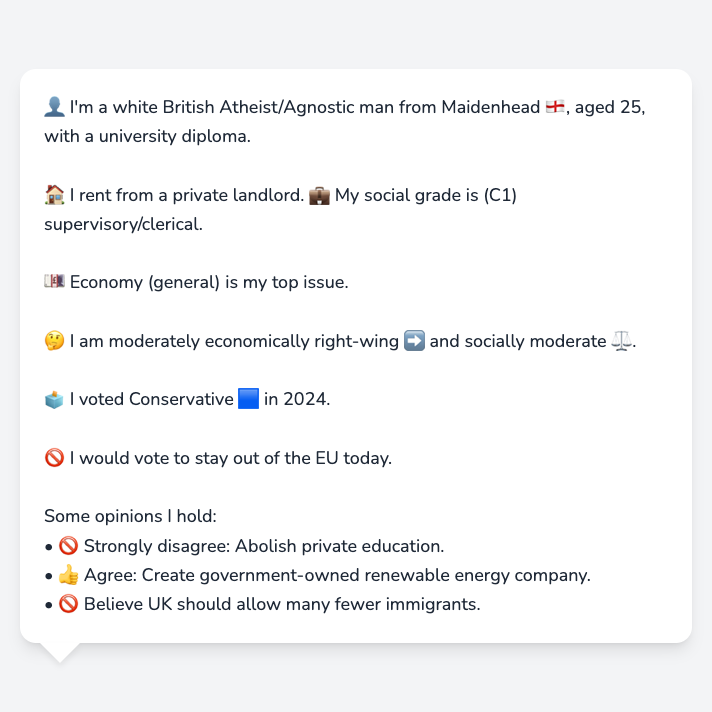 👤 I'm a white British Atheist/Agnostic man from Maidenhead 🏴󠁧󠁢󠁥󠁮󠁧󠁿, aged 25,
with a university diploma.
🏠 I rent from a private landlord. 💼 My social grade is (C1)
supervisory/clerical.
💷 Economy (general) is my top issue.
🤔 I am moderately economically right-wing ➡️ and socially moderate ⚖️.
🗳️ I voted Conservative 🟦 in 2024.
🚫 I would vote to stay out of the EU today.
Some opinions I hold:
• 🚫 Strongly disagree: Abolish private education.
• 👍 Agree: Create government-owned renewable energy company.
• 🚫 Believe UK should allow many fewer immigrants.